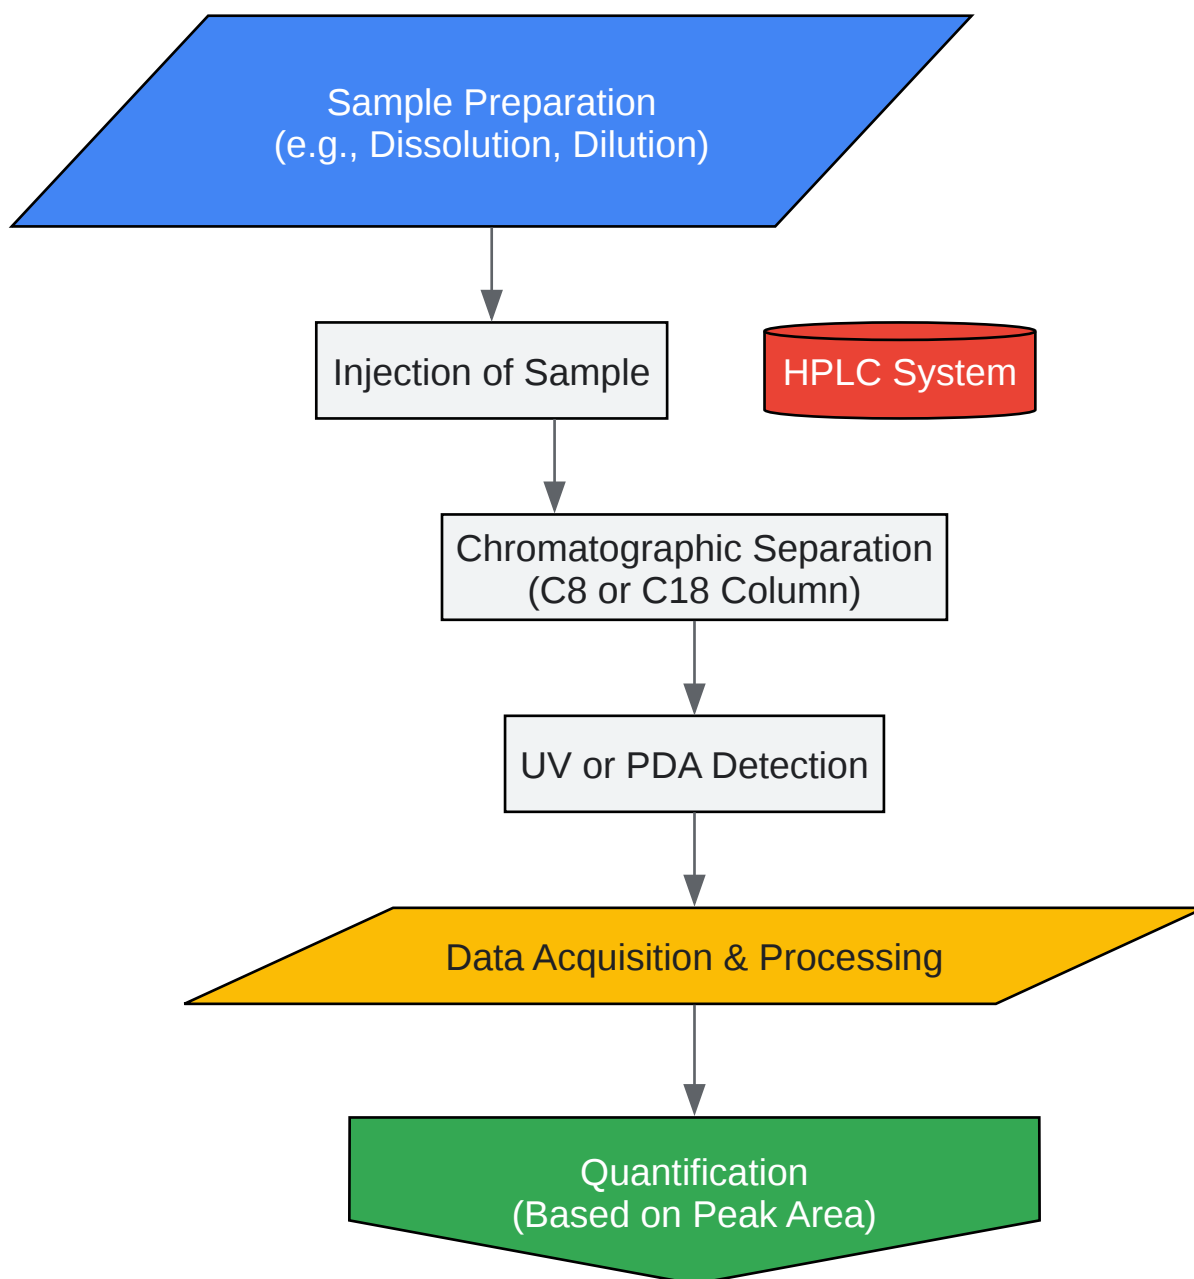 Sample Preparation
(e.g., Dissolution, Dilution)
Injection of Sample
HPLC System
Chromatographic Separation
(C8 or C18 Column)
UV or PDA Detection
Data Acquisition & Processing
Quantification
(Based on Peak Area)